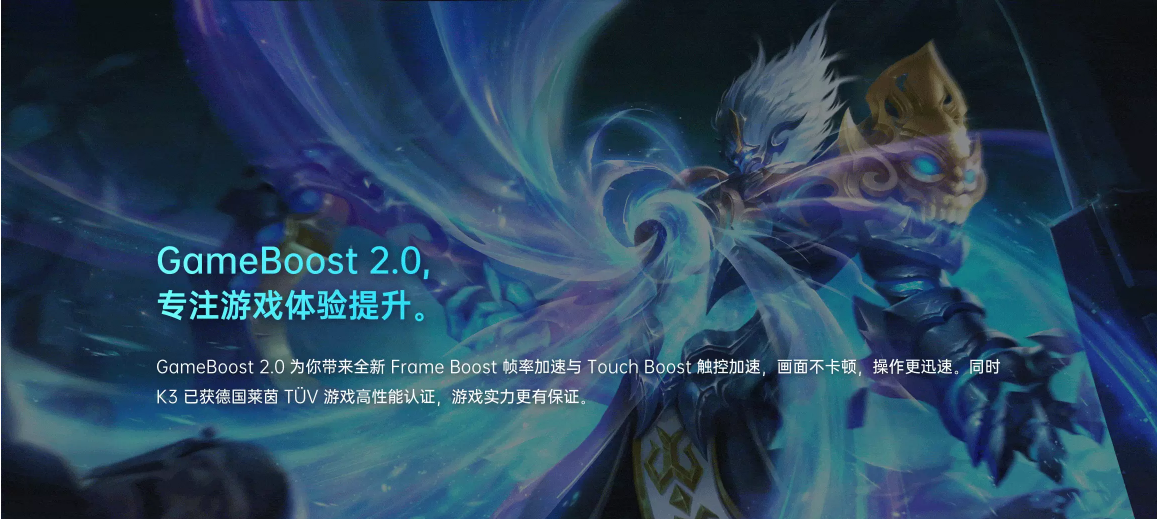 GameBoost 2.0,
专注游戏体验提升。
GameBoost 2.0 为你带来全新 Frame Boost 帧率加速与 Touch Boost 触控加速，画面不卡顿，操作更迅速。同时
K3 已获德国莱茵 TÜV 游戏高性能认证，游戏实力更有保证。